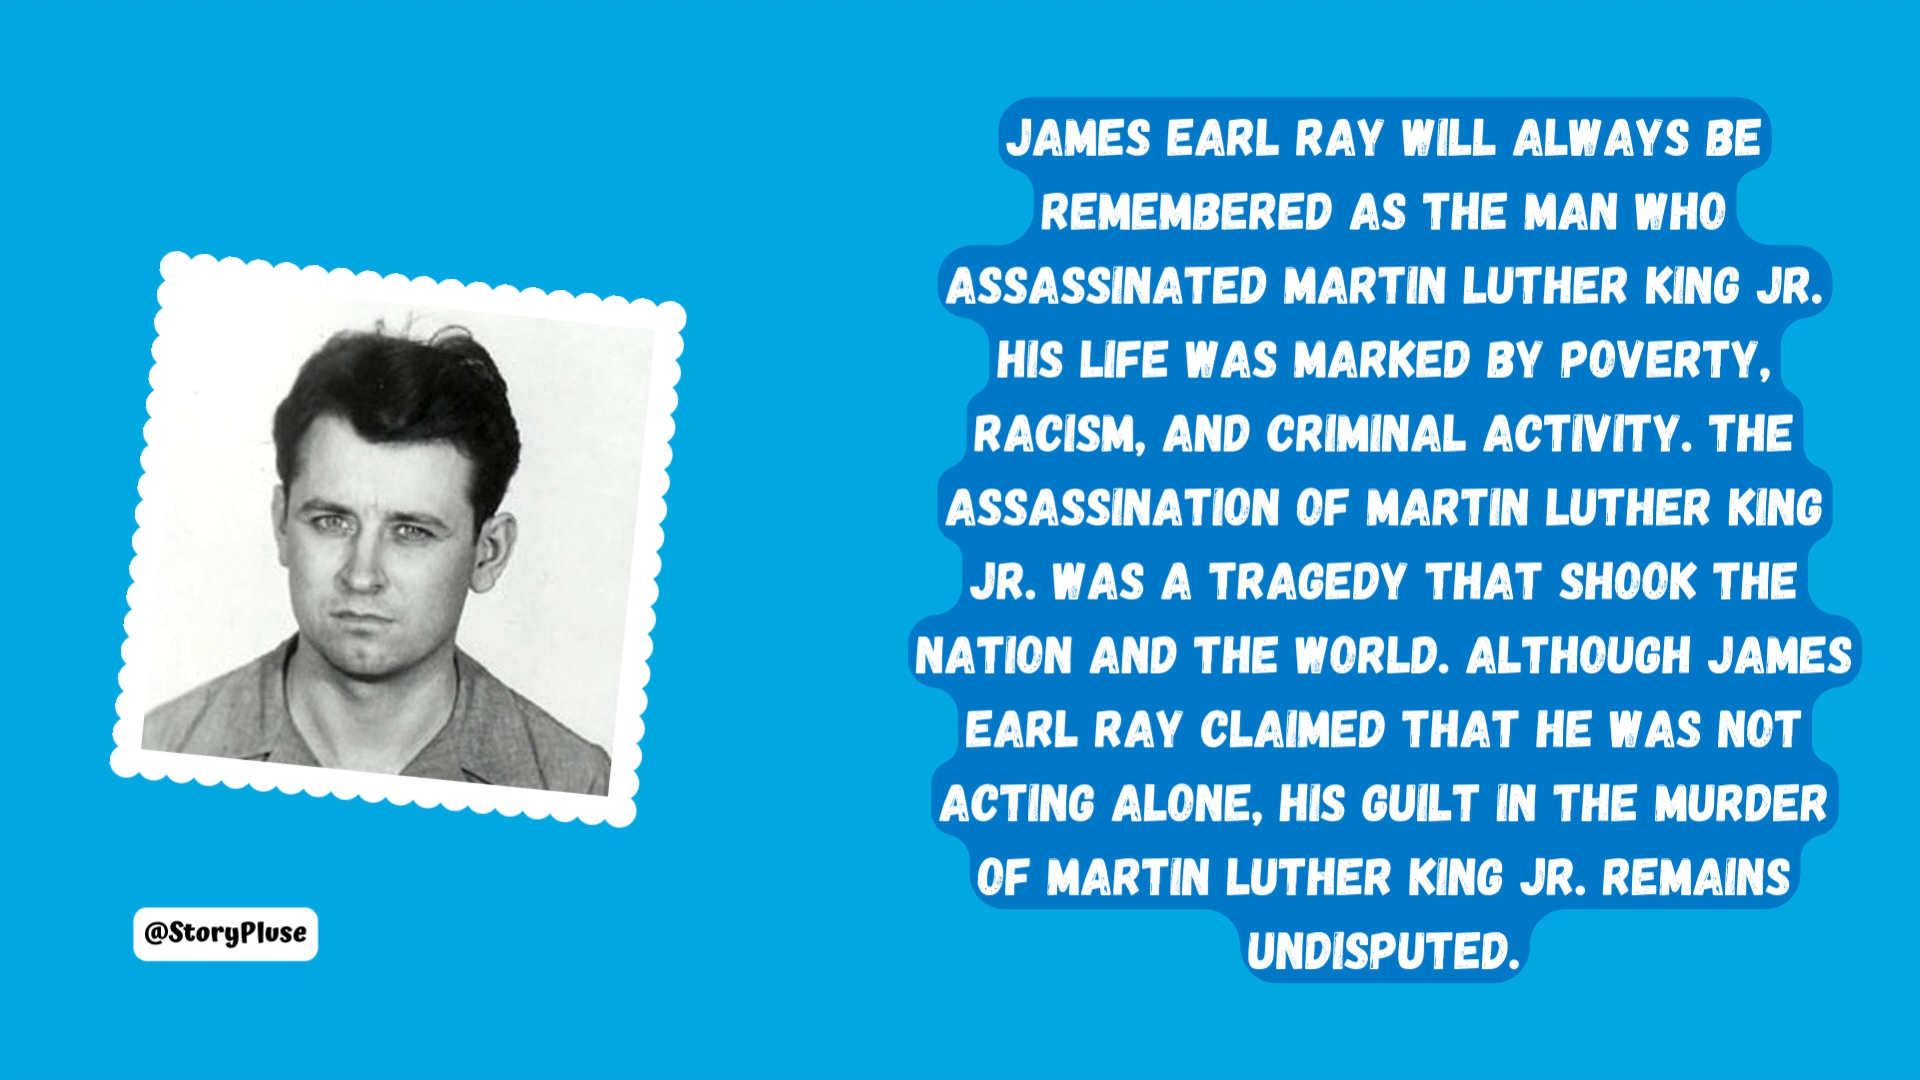 JAMES EARL RAY WILL ALWAYS BE
REMEMBERED AS THE MAN WHO
ASSASSINATED MARTIN LUTHER KING JR.
HIS LIFE WAS MARKED BY POVERTY,
RACISM, AND CRIMINAL ACTIVITY. THE
ASSASSINATION OF MARTIN LUTHER KING
JR. WAS A TRAGEDY THAT SHOOK THE
NATION AND THE WORLD. ALTHOUGH JAMES
EARL RAY CLAIMED THAT HE WAS NOT
ACTING ALONE, HIS GUILT IN THE MURDER
OF MARTIN LUTHER KING JR. REMAINS
UNDISPUTED.
@StoryPluse